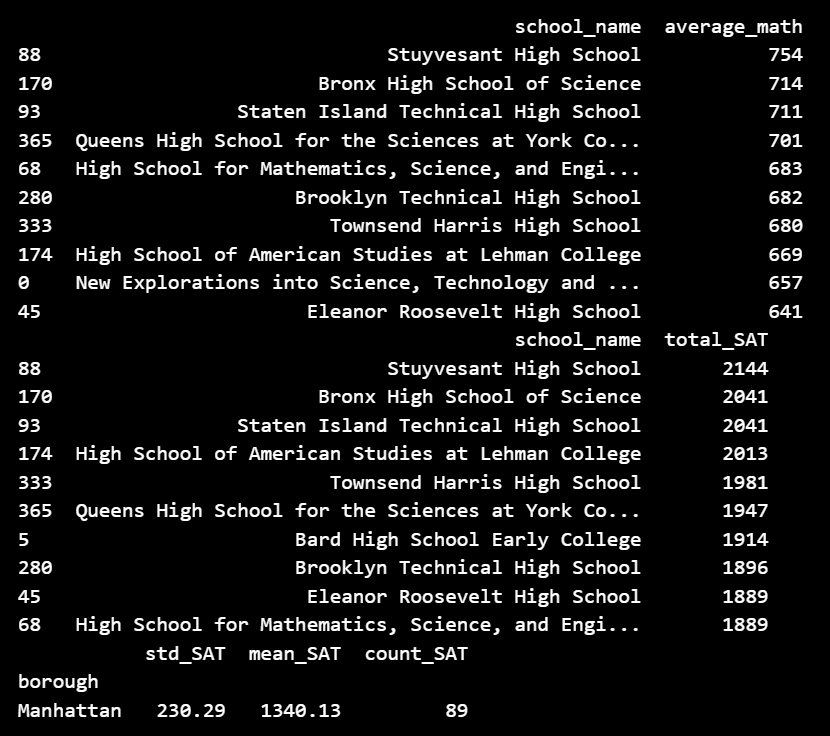 school_name average_math
88 Stuyvesant High School 754
170 Bronx High School of Science 714
93 Staten Island Technical High School 711
365 Queens High School for the Sciences at York Co... 701
68 High School for Mathematics, Science, and Engi... 683
280 Brooklyn Technical High School 682
333 Townsend Harris High School 680
174 High School of American Studies at Lehman College 669
0 New Explorations into Science, Technology and ... 657
45 Eleanor Roosevelt High School 641
school_name total_SAT
88 Stuyvesant High School 2144
170 Bronx High School of Science 2041
93 Staten Island Technical High School 2041
174 High School of American Studies at Lehman College 2013
333 Townsend Harris High School 1981
365 Queens High School for the Sciences at York Co... 1947
5 Bard High School Early College 1914
280 Brooklyn Technical High School 1896
45 Eleanor Roosevelt High School 1889
68 High School for Mathematics, Science, and Engi... 1889
std_SAT mean_SAT count_SAT
borough
Manhattan 230.29 1340.13 89